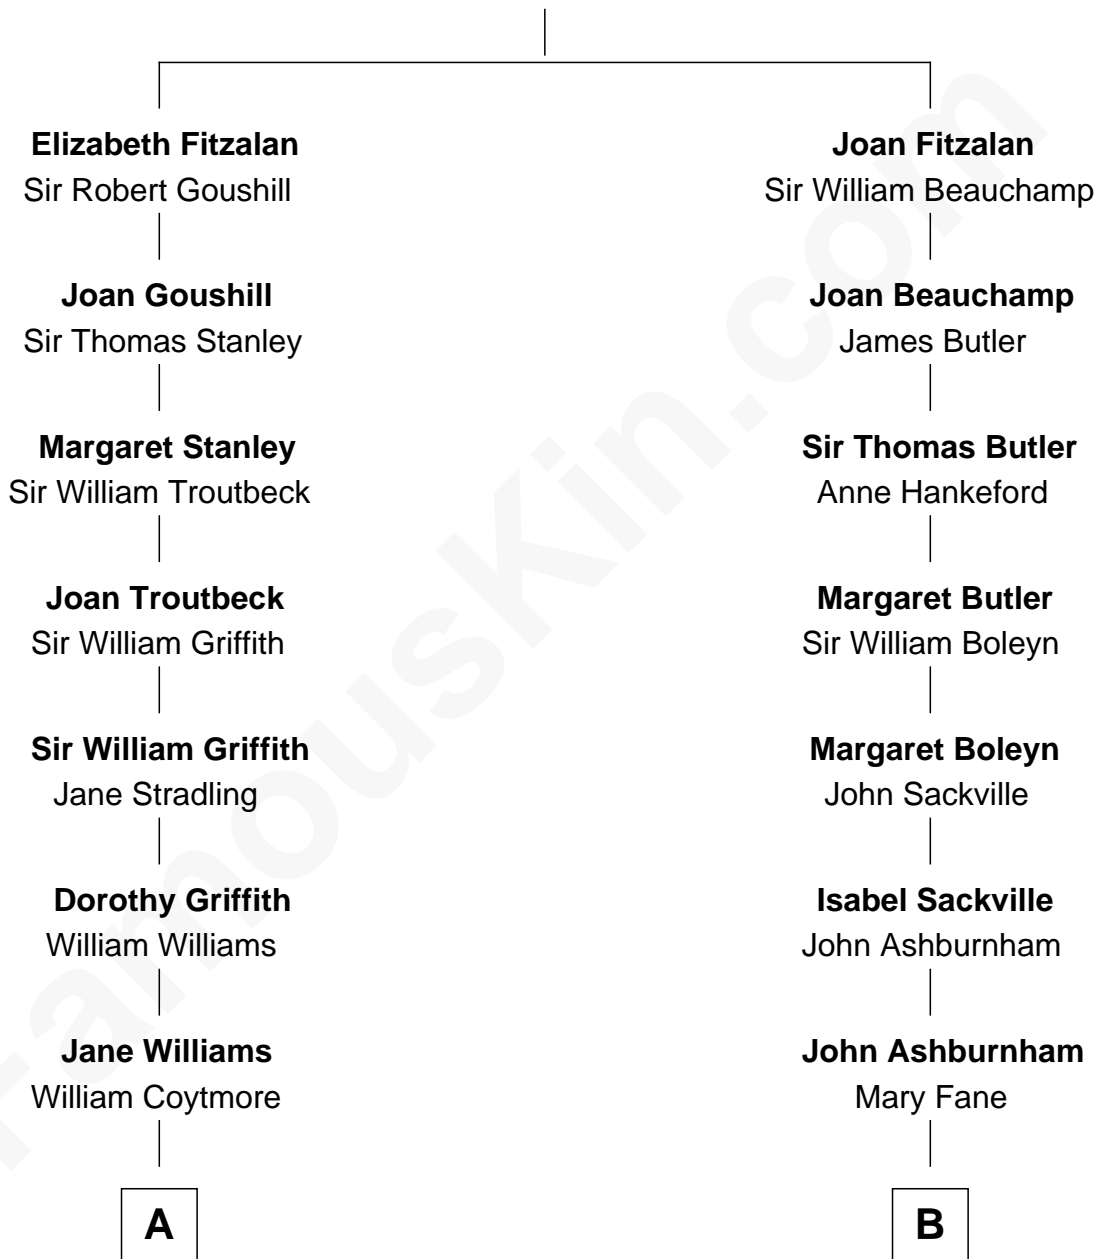 Elizabeth Fitzalan
Sir Robert Goushill
Joan Goushill
Sir Thomas Stanley
Margaret Stanley
Sir William Troutbeck
Joan Troutbeck
Sir William Griffith
Sir William Griffith
Jane Stradling
Dorothy Griffith
William Williams
Jane Williams
William Coytmore
A
Joan Fitzalan
Sir William Beauchamp
Joan Beauchamp
James Butler
Sir Thomas Butler
Anne Hankeford
Margaret Butler
Sir William Boleyn
Margaret Boleyn
John Sackville
Isabel Sackville
John Ashburnham
John Ashburnham
Mary Fane
B
FamousKin.com